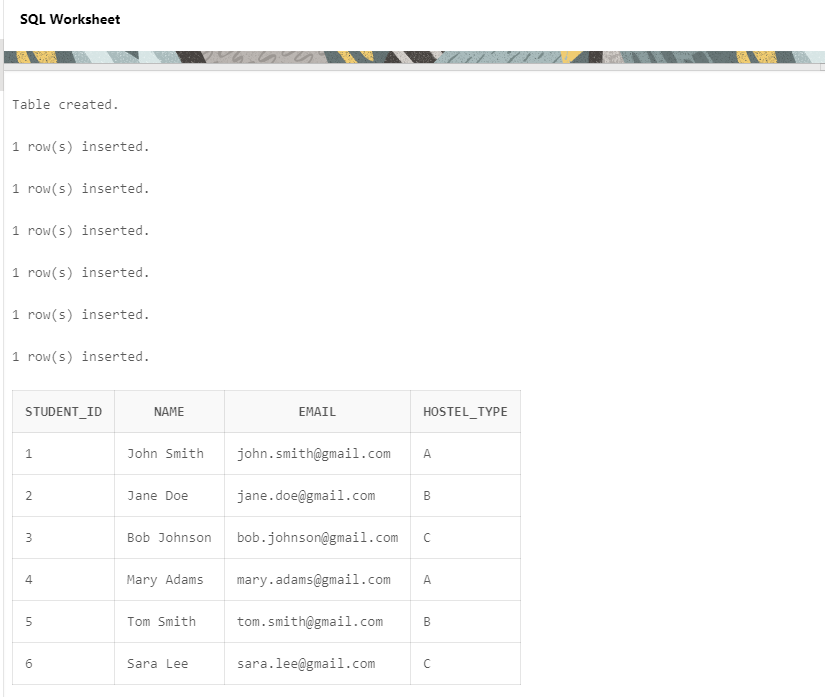 SQL Worksheet
Table created.
1 row(s) inserted.
1 row(s) inserted.
1 row(s) inserted.
1 row(s) inserted.
1 row(s) inserted.
1 row(s) inserted.
STUDENT_ID NAME EMAIL HOSTEL_TYPE
1 John Smith john.smith@gmail.com A
2 Jane Doe jane.doe@gmail.com B
3 Bob Johnson bob.johnson@gmail.com C
4 Mary Adams mary.adams@gmail.com A
5 Tom Smith tom.smith@gmail.com B
6 Sara Lee sara.lee@gmail.com C